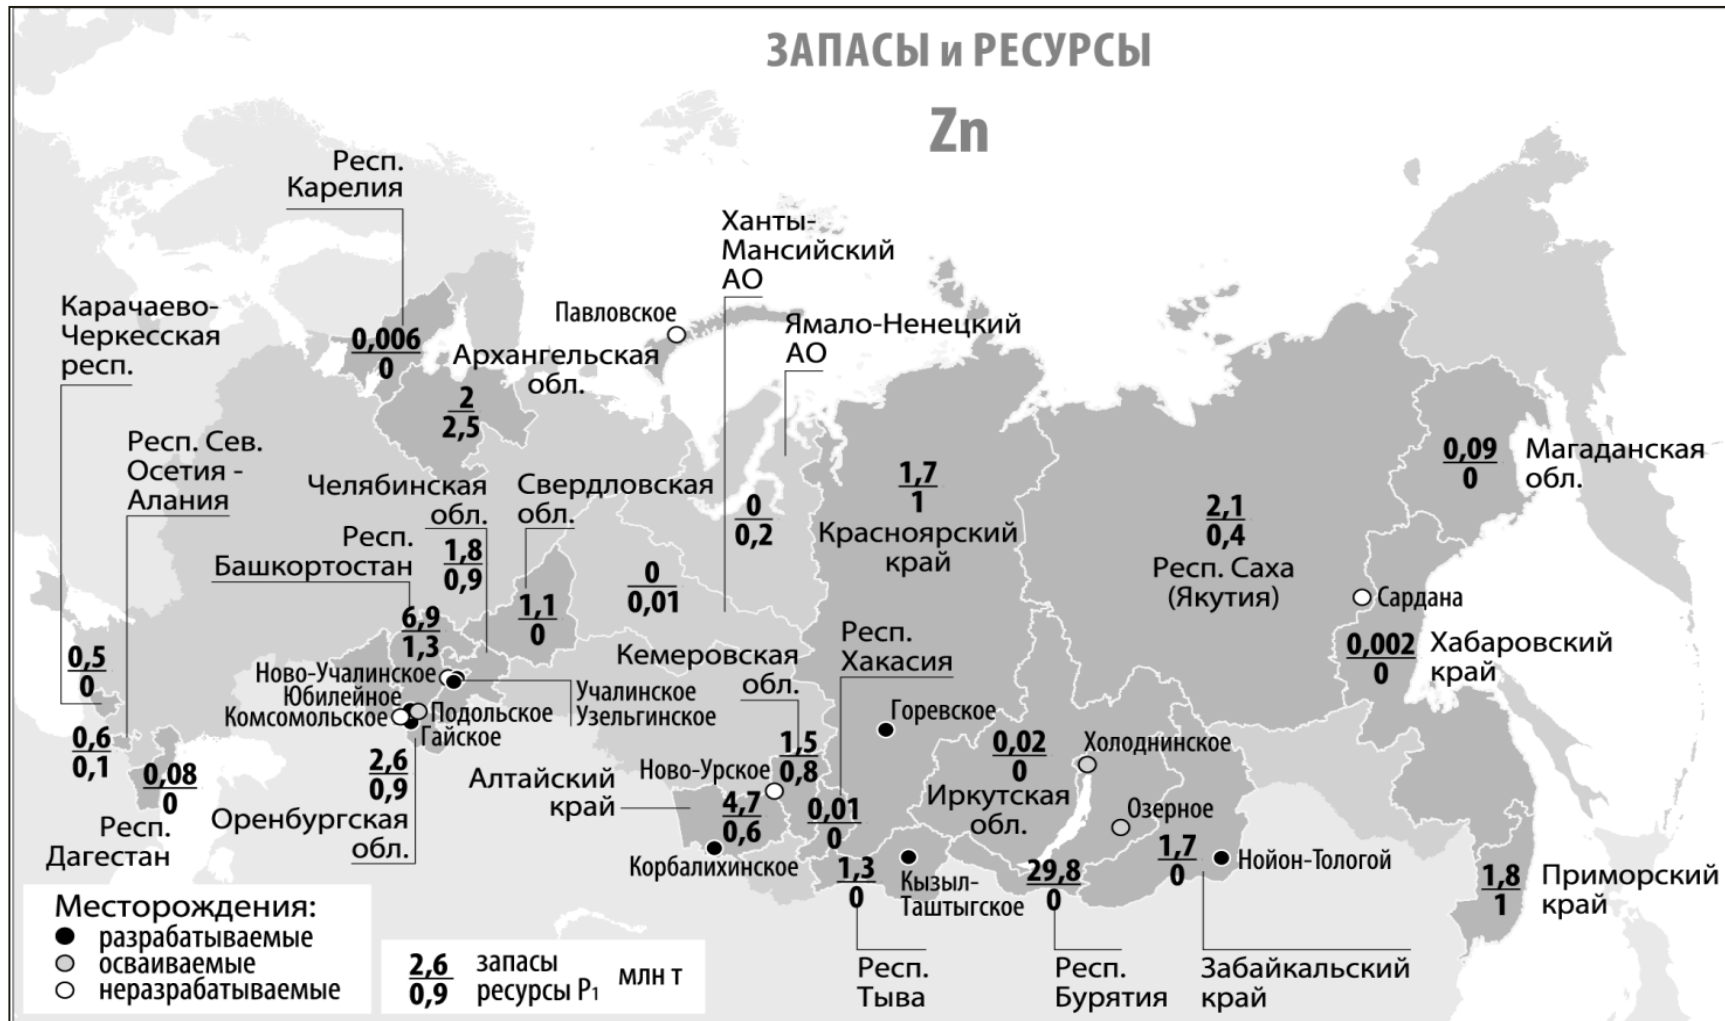 ЗАПАСЫ и РЕСУРСЫ
Zn
Респ.
Карелия
0,006
0
Карачаево-
Черкесская
респ.
0,5
0
Респ. Сев.
Осетия -
Алания
0,6
0,1
Архангельская
обл.
2
2,5
Павловское
Ханты-
Мансийский
АО
0
0,01
Ямало-Ненецкий
АО
0
0,2
Челябинская
обл.
1,8
0,9
Свердловская
обл.
1,1
0
Респ.
Башкортостан
6,9
1,3
Ново-Учалинское
Юбилейное
Комсомольское
Подольское
Гайское
Учалинское
Узельгинское
2,6
0,9
Оренбургская
обл.
0,08
0
Респ.
Дагестан
1,7
1
Красноярский
край
2,1
0,4
Респ. Саха
(Якутия)
0,09
0
Магаданская
обл.
Сардана
0,002
0
Хабаровский
край
Кемеровская
обл.
1,5
0,8
Ново-Урское
Респ.
Хакасия
0,01
0
Горевское
Алтайский
край
4,7
0,6
Корбалихинское
0,02
0
Иркутская
обл.
Холоднинское
Озерное
1,3
0
Респ.
Тыва
Кызыл-
Таштыгское
29,8
0
Респ.
Бурятия
1,7
0
Забайкальский
край
Нойон-Тологой
1,8
1
Приморский
край
Месторождения:
разрабатываемые
осваиваемые
неразрабатываемые
2,6 запасы
0,9 ресурсы P₁
млн т